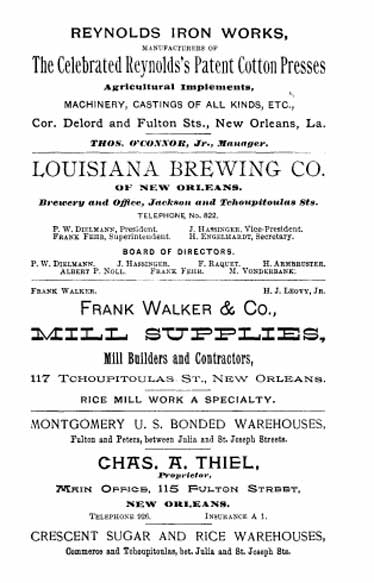 REYNOLDS IRON WORKS,
MANUFACTURERS OF
The Celebrated Reynolds's Patent Cotton Presses
Agricultural Implements,
MACHINERY, CASTINGS OF ALL KINDS, ETC.,
Cor. Delord and Fulton Sts., New Orleans, La.
THOS. O'CONNOR, Jr., Manager.
LOUISIANA BREWING CO.
OF NEW ORLEANS.
Brewery and Office, Jackson and Tchoupitoulas Sts.
TELEPHONE, No. 822.
P. W. DIELMANN, President. J. HASSINGER, Vice-President.
FRANK FEHR, Superintendent. H. ENGELHARDT, Secretary.
BOARD OF DIRECTORS.
P. W. DIELMANN. J. HASSINGER. F. RAQUET. H. ARMBRUSTER.
ALBERT P. NOLL. FRANK FEHR. M. VONDERBANK.
FRANK WALKER. H. J. LEOVY, JR.
FRANK WALKER & CO.,
MILL SUPPLIES,
Mill Builders and Contractors,
117 TCHOUPITOULAS ST., NEW ORLEANS.
RICE MILL WORK A SPECIALTY.
MONTGOMERY U. S. BONDED WAREHOUSES,
Fulton and Peters, between Julia and St. Joseph Streets.
CHAS. A. THIEL,
Proprietor,
MAIN OFFICE, 115 FULTON STREET,
NEW ORLEANS.
TELEPHONE 926. INSURANCE A 1.
CRESCENT SUGAR AND RICE WAREHOUSES,
Commerce and Tchoupitoulas, bet. Julia and St. Joseph Sts.